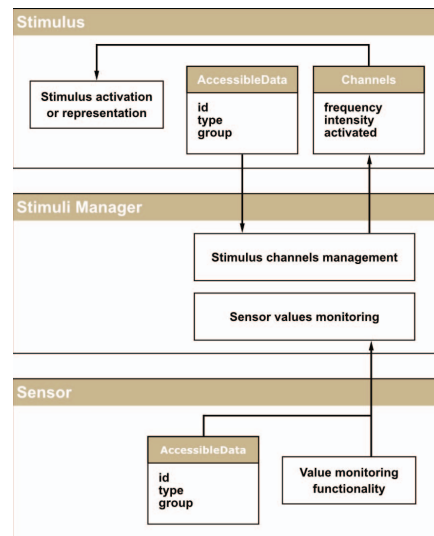 Stimulus
AccessibleData
Channels
Stimulus activation
or representation
id
type
group
frequency
intensity
activated
Stimuli Manager
Stimulus channels management
Sensor values monitoring
Sensor
AccessibleData
id
type
group
Value monitoring
functionality